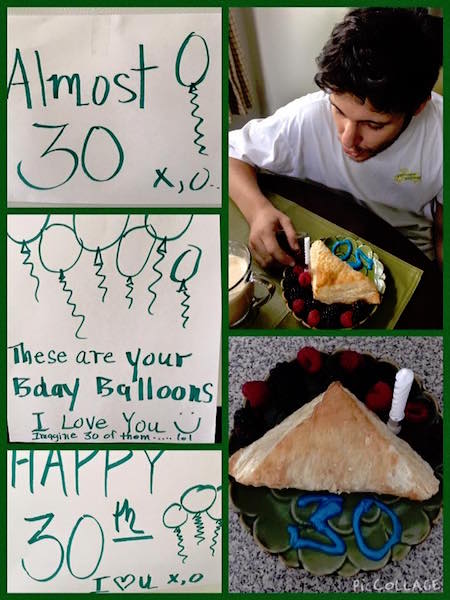 Almost
30
x,o..
These are your
Bday Balloons
I Love You
Imagine 30 of them..... lol
HAPPY
30th
I ♡ u x,o
30
30
PicCOLLAGE